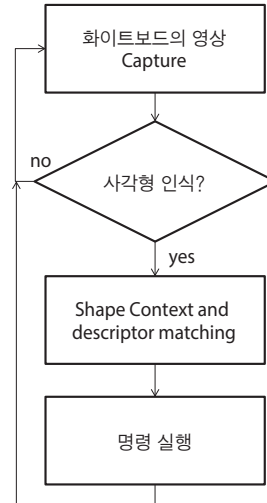 화이트보드의 영상
Capture
사각형 인식?
no
yes
Shape Context and
descriptor matching
명령 실행